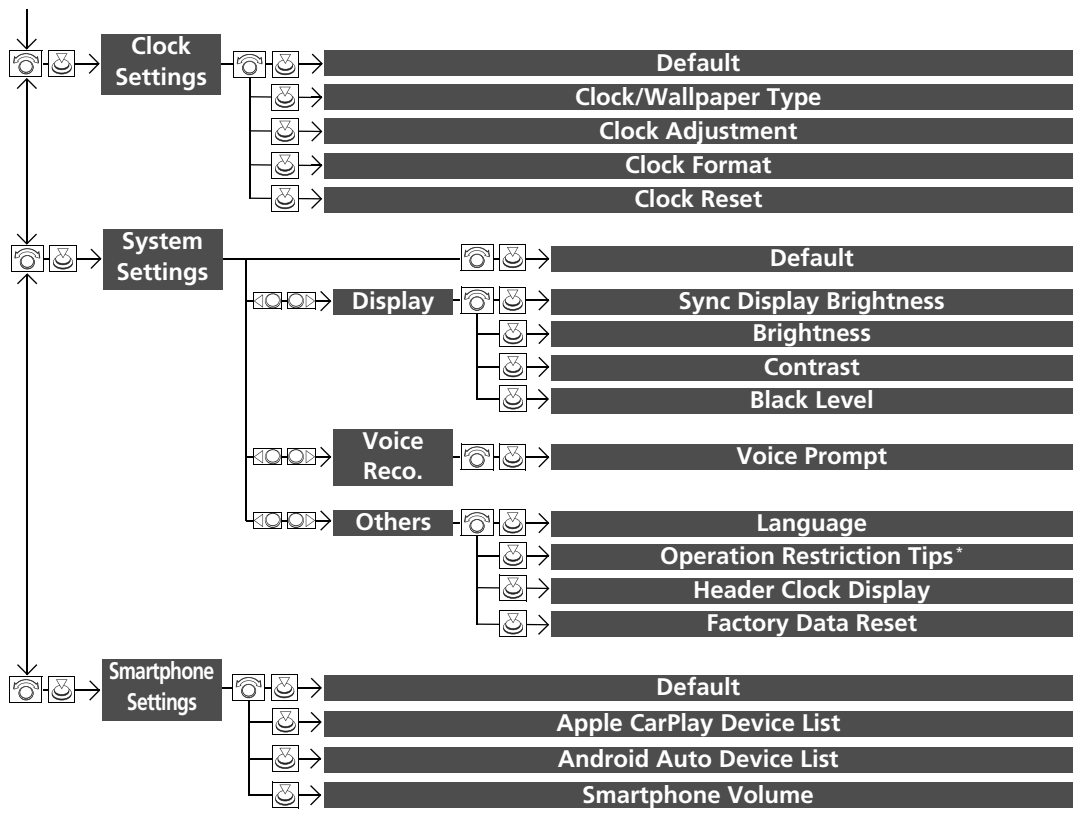 Clock
Settings
Default
Clock/Wallpaper Type
Clock Adjustment
Clock Format
Clock Reset
System
Settings
Default
Display
Sync Display Brightness
Brightness
Contrast
Black Level
Voice
Reco.
Voice Prompt
Others
Language
Operation Restriction Tips*
Header Clock Display
Factory Data Reset
Smartphone
Settings
Default
Apple CarPlay Device List
Android Auto Device List
Smartphone Volume